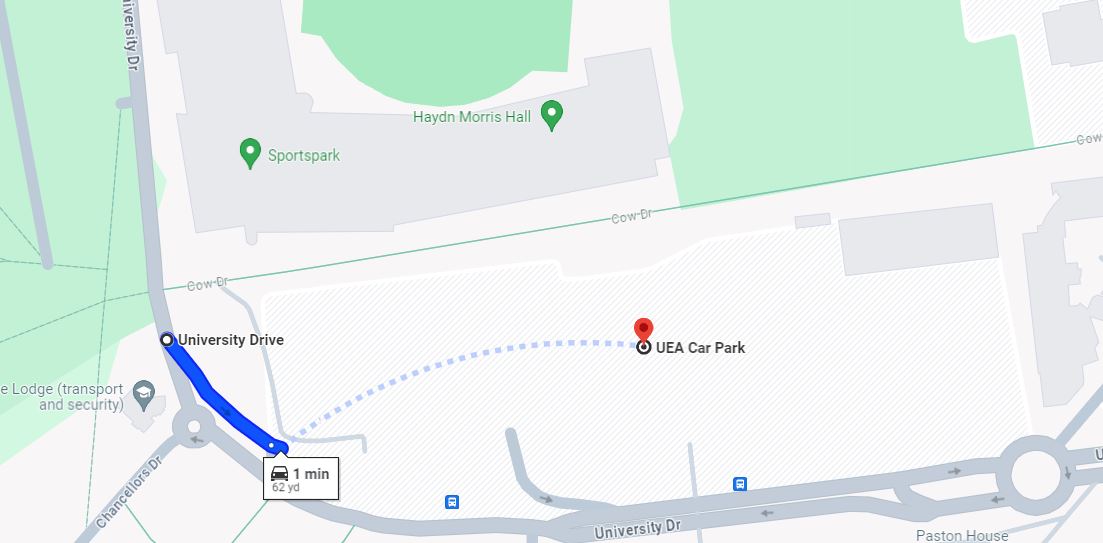 University Dr
Haydn Morris Hall
Sportspark
Cow Dr
Cow
Cow Dr
University Drive
UEA Car Park
e Lodge (transport
and security)
1 min
62 yd
Chancellors Dr
U
University Dr
Paston House